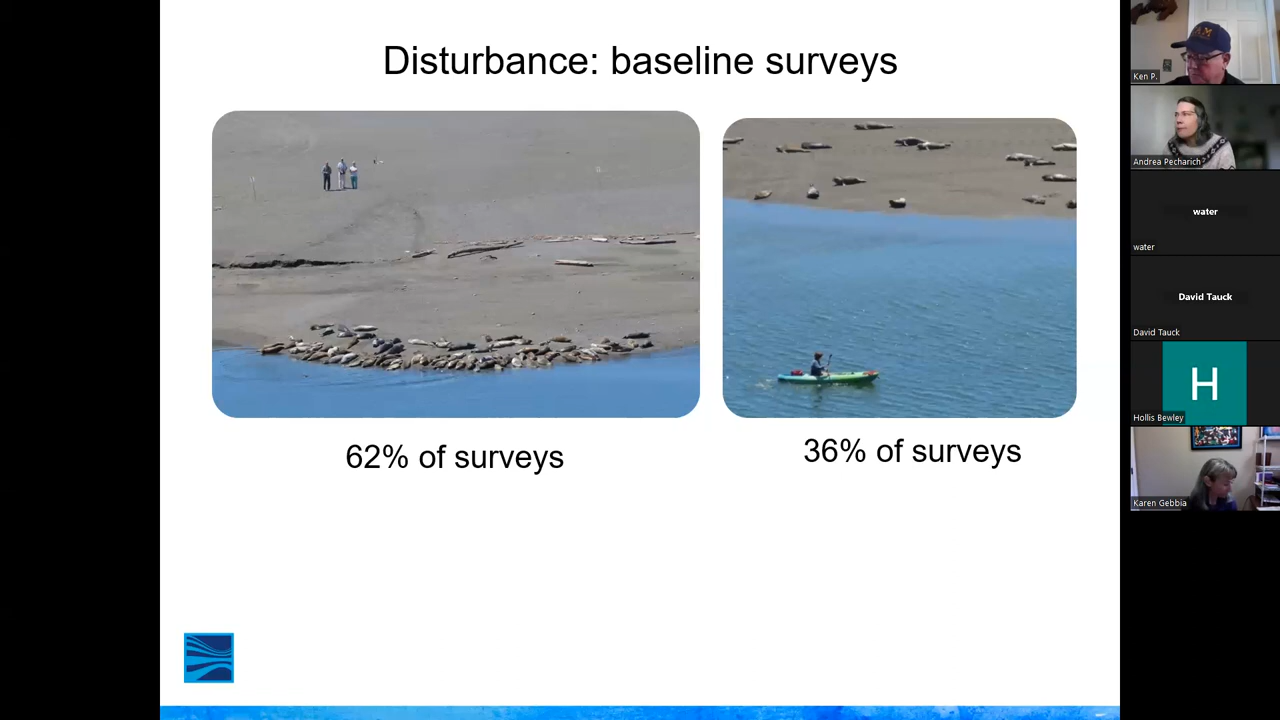 Disturbance: baseline surveys
62% of surveys
36% of surveys
Ken P.
Andrea Pecharich
water
water
David Tauck
David Tauck
H
Hollis Bewley
Karen Gebbia